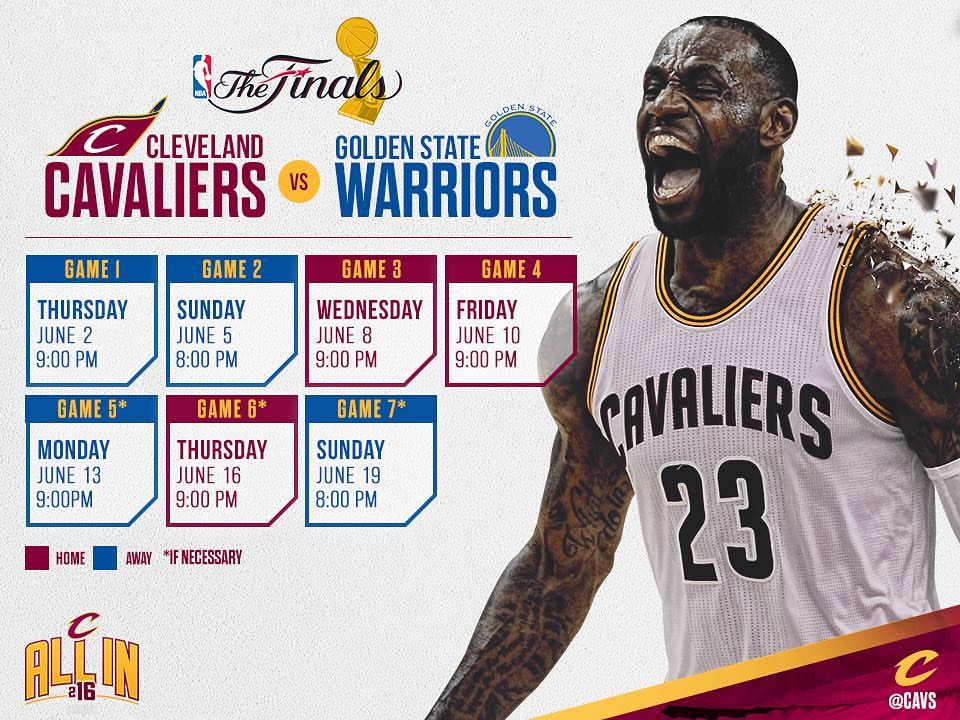 NBA
The Finals
CLEVELAND
CAVALIERS
VS
GOLDEN STATE
GOLDEN STATE
WARRIORS
GAME 1
THURSDAY
JUNE 2
9:00 PM
GAME 2
SUNDAY
JUNE 5
8:00 PM
GAME 3
WEDNESDAY
JUNE 8
9:00 PM
GAME 4
FRIDAY
JUNE 10
9:00 PM
GAME 5*
MONDAY
JUNE 13
9:00PM
GAME 6*
THURSDAY
JUNE 16
9:00 PM
GAME 7*
SUNDAY
JUNE 19
8:00 PM
HOME AWAY *IF NECESSARY
C
ALL IN
216
CAVALIERS
23
C
@CAVS